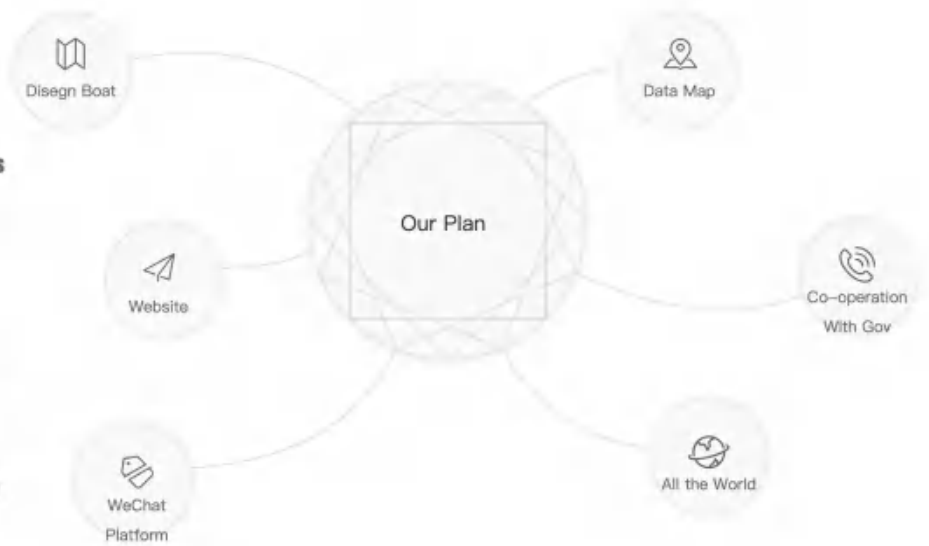 Disegn Boat
Data Map
s
Our Plan
Website
Co-operation
With Gov
All the World
WeChat
Platform